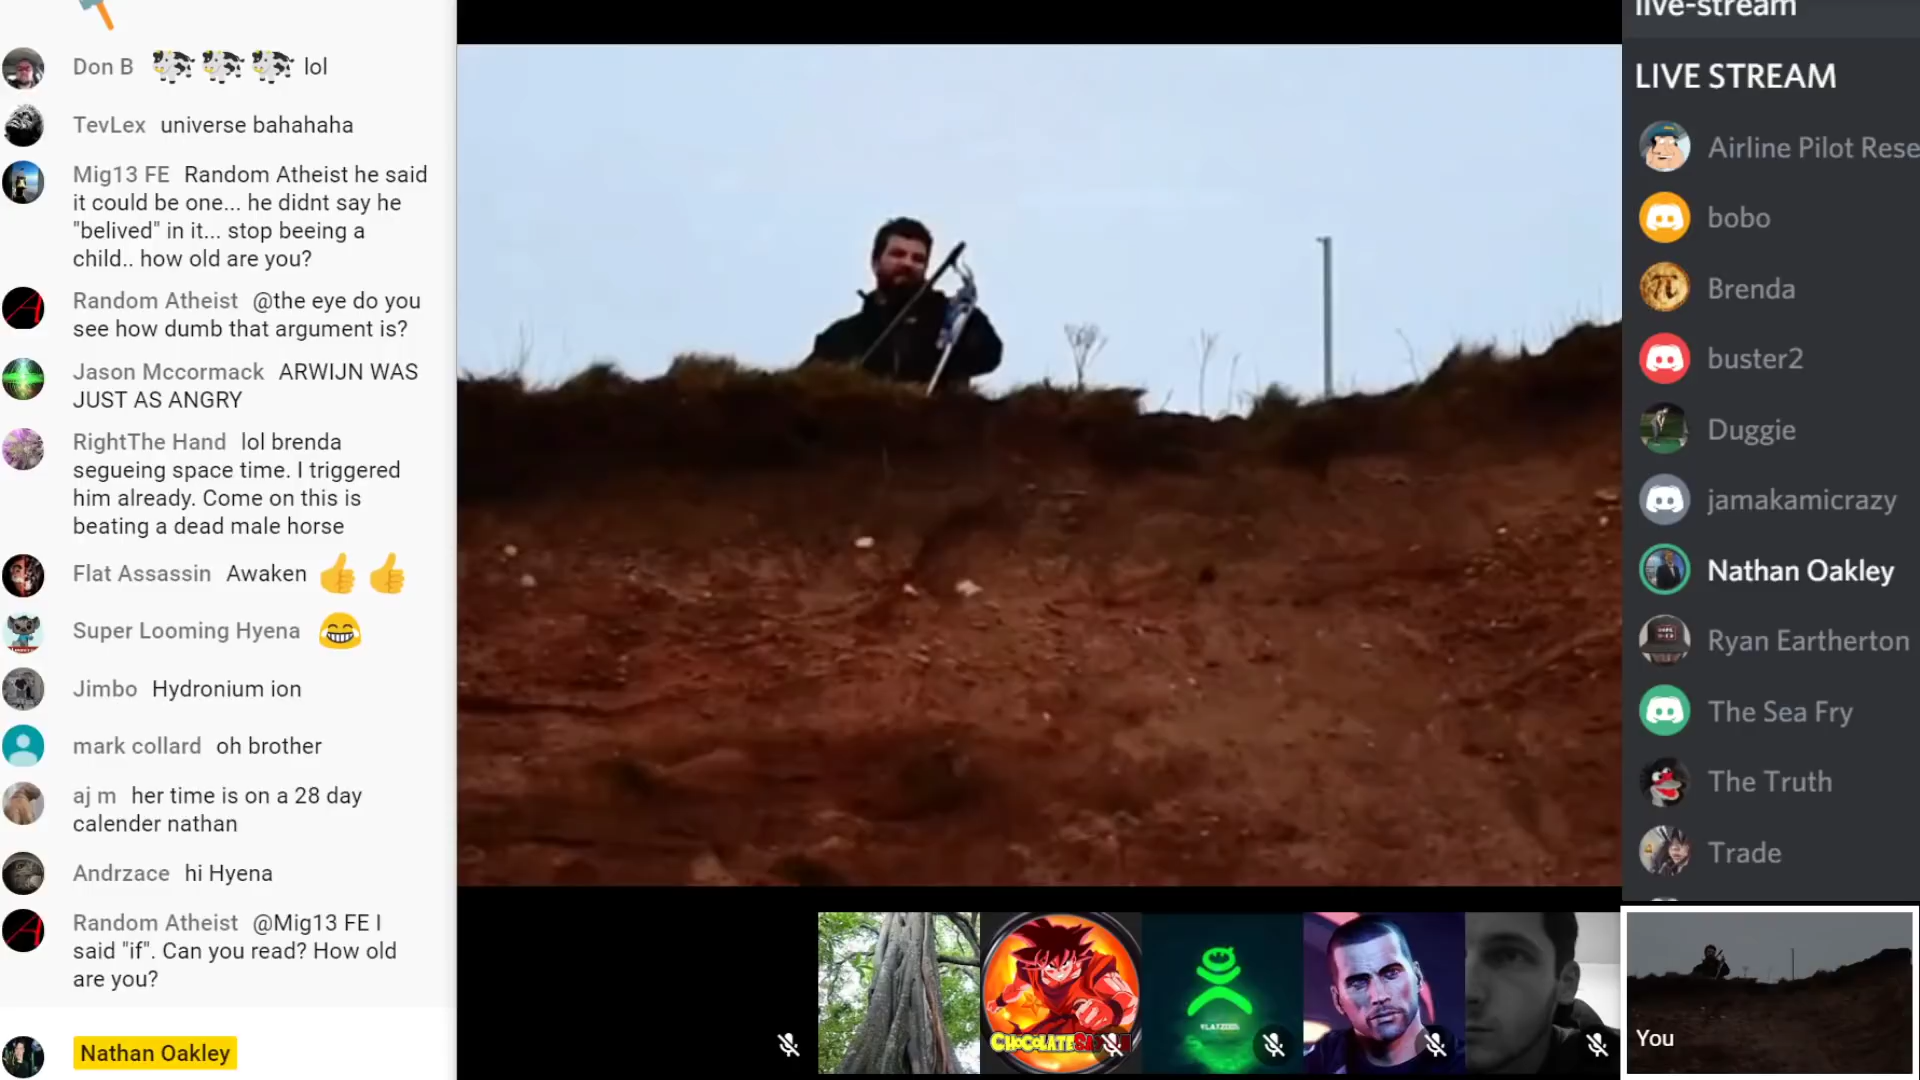 Don B lol
TevLex universe bahahaha
Mig13 FE Random Atheist he said
it could be one... he didnt say he
"belived" in it... stop beeing a
child.. how old are you?
Random Atheist @the eye do you
see how dumb that argument is?
Jason Mccormack ARWIJN WAS
JUST AS ANGRY
RightThe Hand lol brenda
segueing space time. I triggered
him already. Come on this is
beating a dead male horse
Flat Assassin Awaken
Super Looming Hyena
Jimbo Hydronium ion
mark collard oh brother
aj m her time is on a 28 day
calender nathan
Andrzace hi Hyena
Random Atheist @Mig13 FE I
said "if". Can you read? How old
are you?
Nathan Oakley
live-stream
LIVE STREAM
Airline Pilot Rese
bobo
Brenda
buster2
Duggie
jamakamicrazy
Nathan Oakley
Ryan Eartherton
The Sea Fry
The Truth
Trade
You